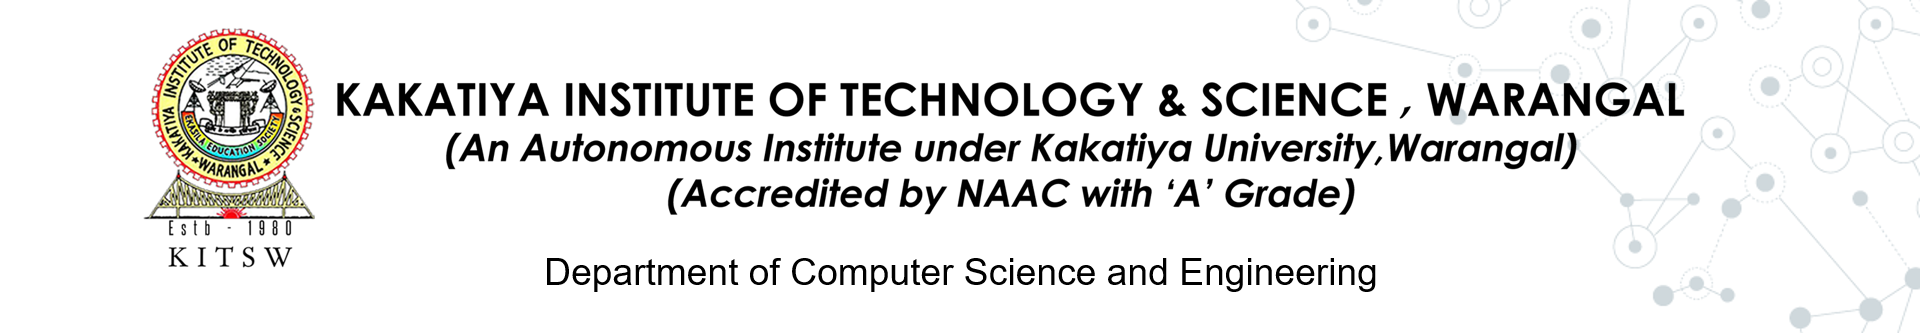 KAKATIYA INSTITUTE OF TECHNOLOGY & SCIENCE
EKASILA EDUCATION SOCIETY
★ WARANGAL ★
Estb - 1980
KITSW
KAKATIYA INSTITUTE OF TECHNOLOGY & SCIENCE , WARANGAL
(An Autonomous Institute under Kakatiya University,Warangal)
(Accredited by NAAC with ‘A’ Grade)
Department of Computer Science and Engineering